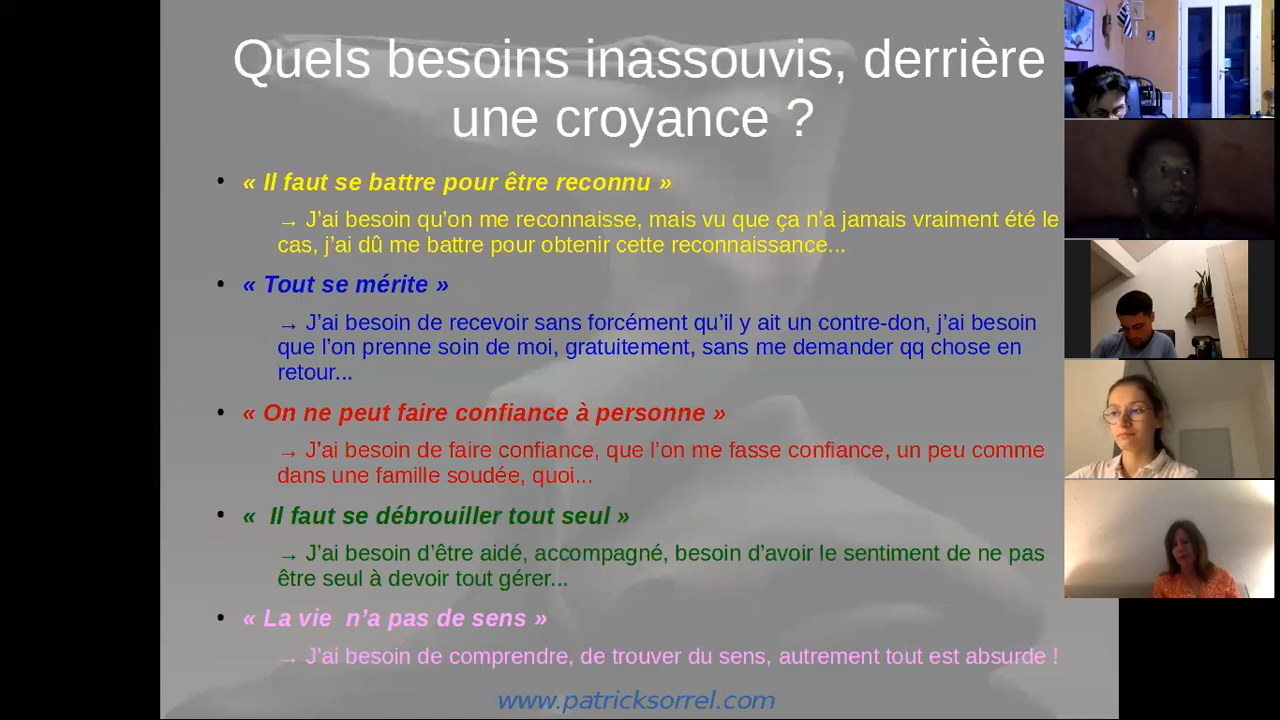 Quels besoins inassouvis, derrière
une croyance ?
• « Il faut se battre pour être reconnu »
→ J’ai besoin qu’on me reconnaisse, mais vu que ça n'a jamais vraiment été le
cas, j’ai dû me battre pour obtenir cette reconnaissance...
• « Tout se mérite »
→ J’ai besoin de recevoir sans forcément qu’il y ait un contre-don, j’ai besoin
que l’on prenne soin de moi, gratuitement, sans me demander qq chose en
retour...
• « On ne peut faire confiance à personne »
→ J’ai besoin de faire confiance, que l’on me fasse confiance, un peu comme
dans une famille soudée, quoi...
• «  Il faut se débrouiller tout seul »
→ J’ai besoin d’être aidé, accompagné, besoin d’avoir le sentiment de ne pas
être seul à devoir tout gérer...
• « La vie  n’a pas de sens »
→ J’ai besoin de comprendre, de trouver du sens, autrement tout est absurde !
www.patricksorrel.com